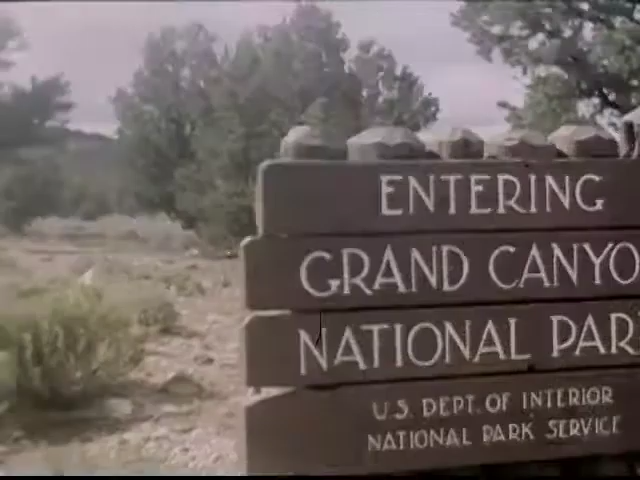 ENTERING
GRAND CANYO
NATIONAL PAR
U.S. DEPT. OF INTERIOR
NATIONAL PARK SERVICE